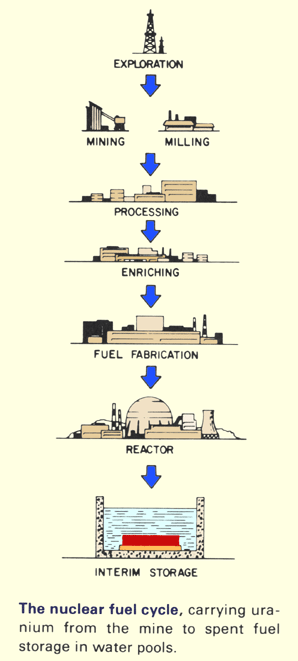 EXPLORATION
MINING MILLING
PROCESSING
ENRICHING
FUEL FABRICATION
REACTOR
INTERIM STORAGE
The nuclear fuel cycle, carrying ura-
nium from the mine to spent fuel
storage in water pools.